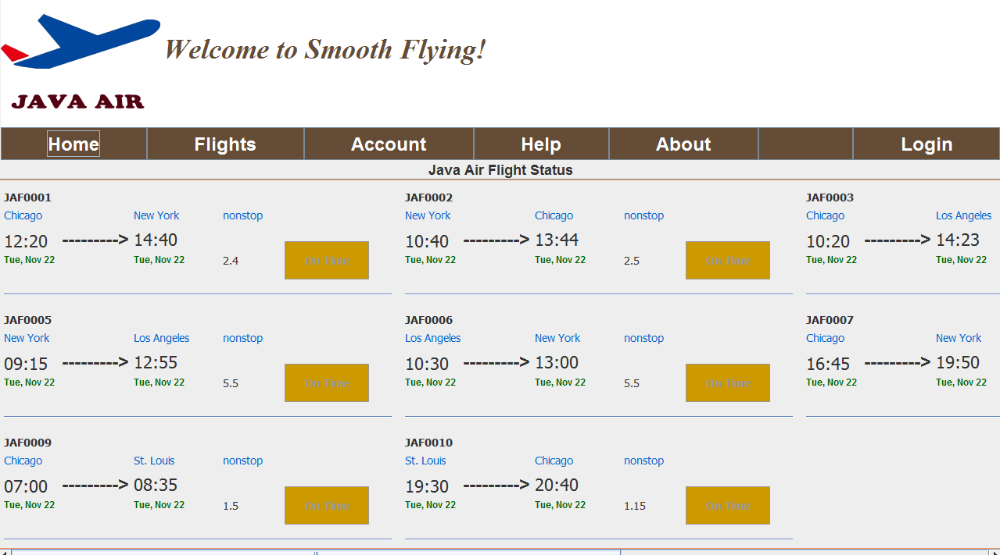 Welcome to Smooth Flying!
JAVA AIR
Home Flights Account Help About Login
Java Air Flight Status
JAF0001 JAF0002 JAF0003
Chicago New York nonstop New York Chicago nonstop Chicago Los Angeles
12:20 ---------> 14:40 10:40 ---------> 13:44 10:20 ---------> 14:23
Tue, Nov 22 Tue, Nov 22 2.4 On Time Tue, Nov 22 Tue, Nov 22 2.5 On Time Tue, Nov 22 Tue, Nov 22
JAF0005 JAF0006 JAF0007
New York Los Angeles nonstop Los Angeles New York nonstop Chicago New York
09:15 ---------> 12:55 10:30 ---------> 13:00 16:45 ---------> 19:50
Tue, Nov 22 Tue, Nov 22 5.5 On Time Tue, Nov 22 Tue, Nov 22 5.5 On Time Tue, Nov 22 Tue, Nov 22
JAF0009 JAF0010
Chicago St. Louis nonstop St. Louis Chicago nonstop
07:00 ---------> 08:35 19:30 ---------> 20:40
Tue, Nov 22 Tue, Nov 22 1.5 On Time Tue, Nov 22 Tue, Nov 22 1.15 On Time